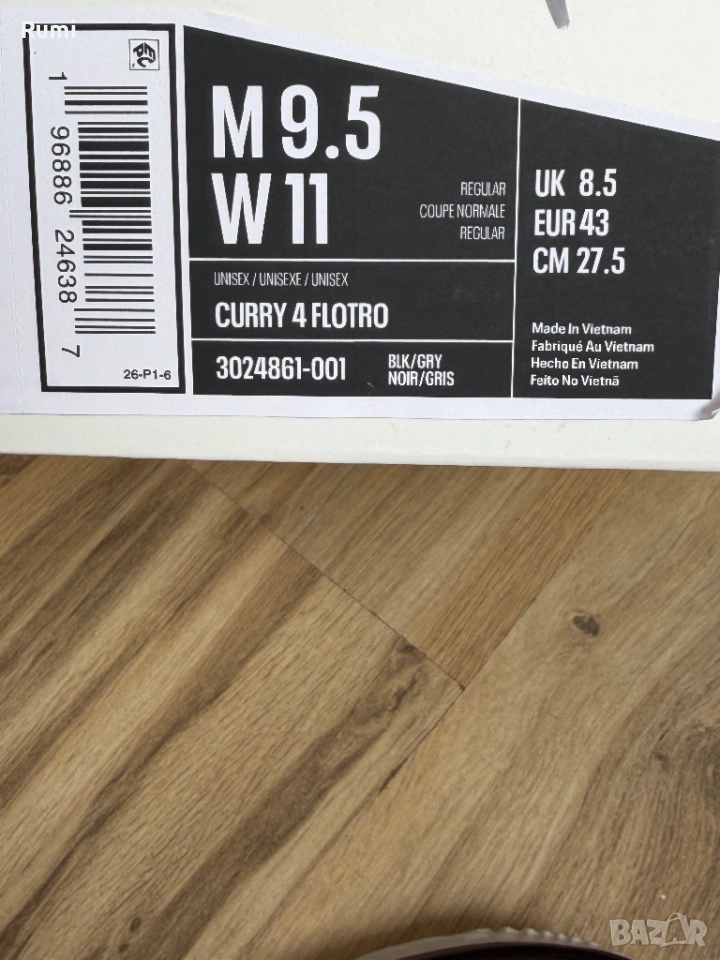 Rumi
EPC
1 96886 24638 7
26-P1-6
M 9.5
W 11
REGULAR
COUPE NORMALE
REGULAR
UNISEX / UNISEXE / UNISEX
CURRY 4 FLOTRO
3024861-001
BLK/GRY
NOIR/GRIS
UK 8.5
EUR 43
CM 27.5
Made In Vietnam
Fabriqué Au Vietnam
Hecho En Vietnam
Feito No Vietnã
BAZAR